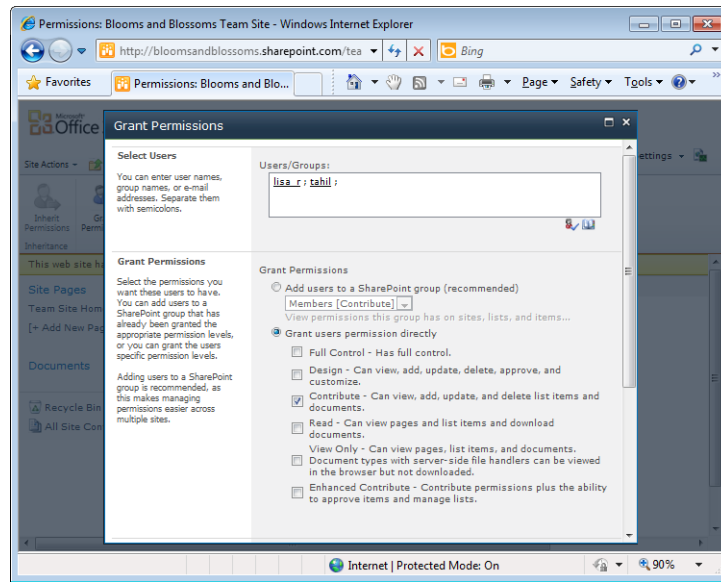 Permissions: Blooms and Blossoms Team Site - Windows Internet Explorer
http://bloomsandblossoms.sharepoint.com/tea
Bing
Favorites
Permissions: Blooms and Blo...
Page
Safety
Tools
Microsoft
Office
Grant Permissions
Site Actions
ettings
Inherit
Permissions
Gr
Permi
Inheritance
This web site ha
Site Pages
Team Site Hom
[+ Add New Pag
Documents
Recycle Bin
All Site Con
Select Users
You can enter user names,
group names, or e-mail
addresses. Separate them
with semicolons.
Users/Groups:
lisa r ; tahil ;
Grant Permissions
Select the permissions you
want these users to have.
You can add users to a
SharePoint group that has
already been granted the
appropriate permission levels,
or you can grant the users
specific permission levels.
Adding users to a SharePoint
group is recommended, as
this makes managing
permissions easier across
multiple sites.
Grant Permissions
Add users to a SharePoint group (recommended)
Members [Contribute]
View permissions this group has on sites, lists, and items...
Grant users permission directly
Full Control - Has full control.
Design - Can view, add, update, delete, approve, and
customize.
Contribute - Can view, add, update, and delete list items and
documents.
Read - Can view pages and list items and download
documents.
View Only - Can view pages, list items, and documents.
Document types with server-side file handlers can be viewed
in the browser but not downloaded.
Enhanced Contribute - Contribute permissions plus the ability
to approve items and manage lists.
Internet | Protected Mode: On
90%